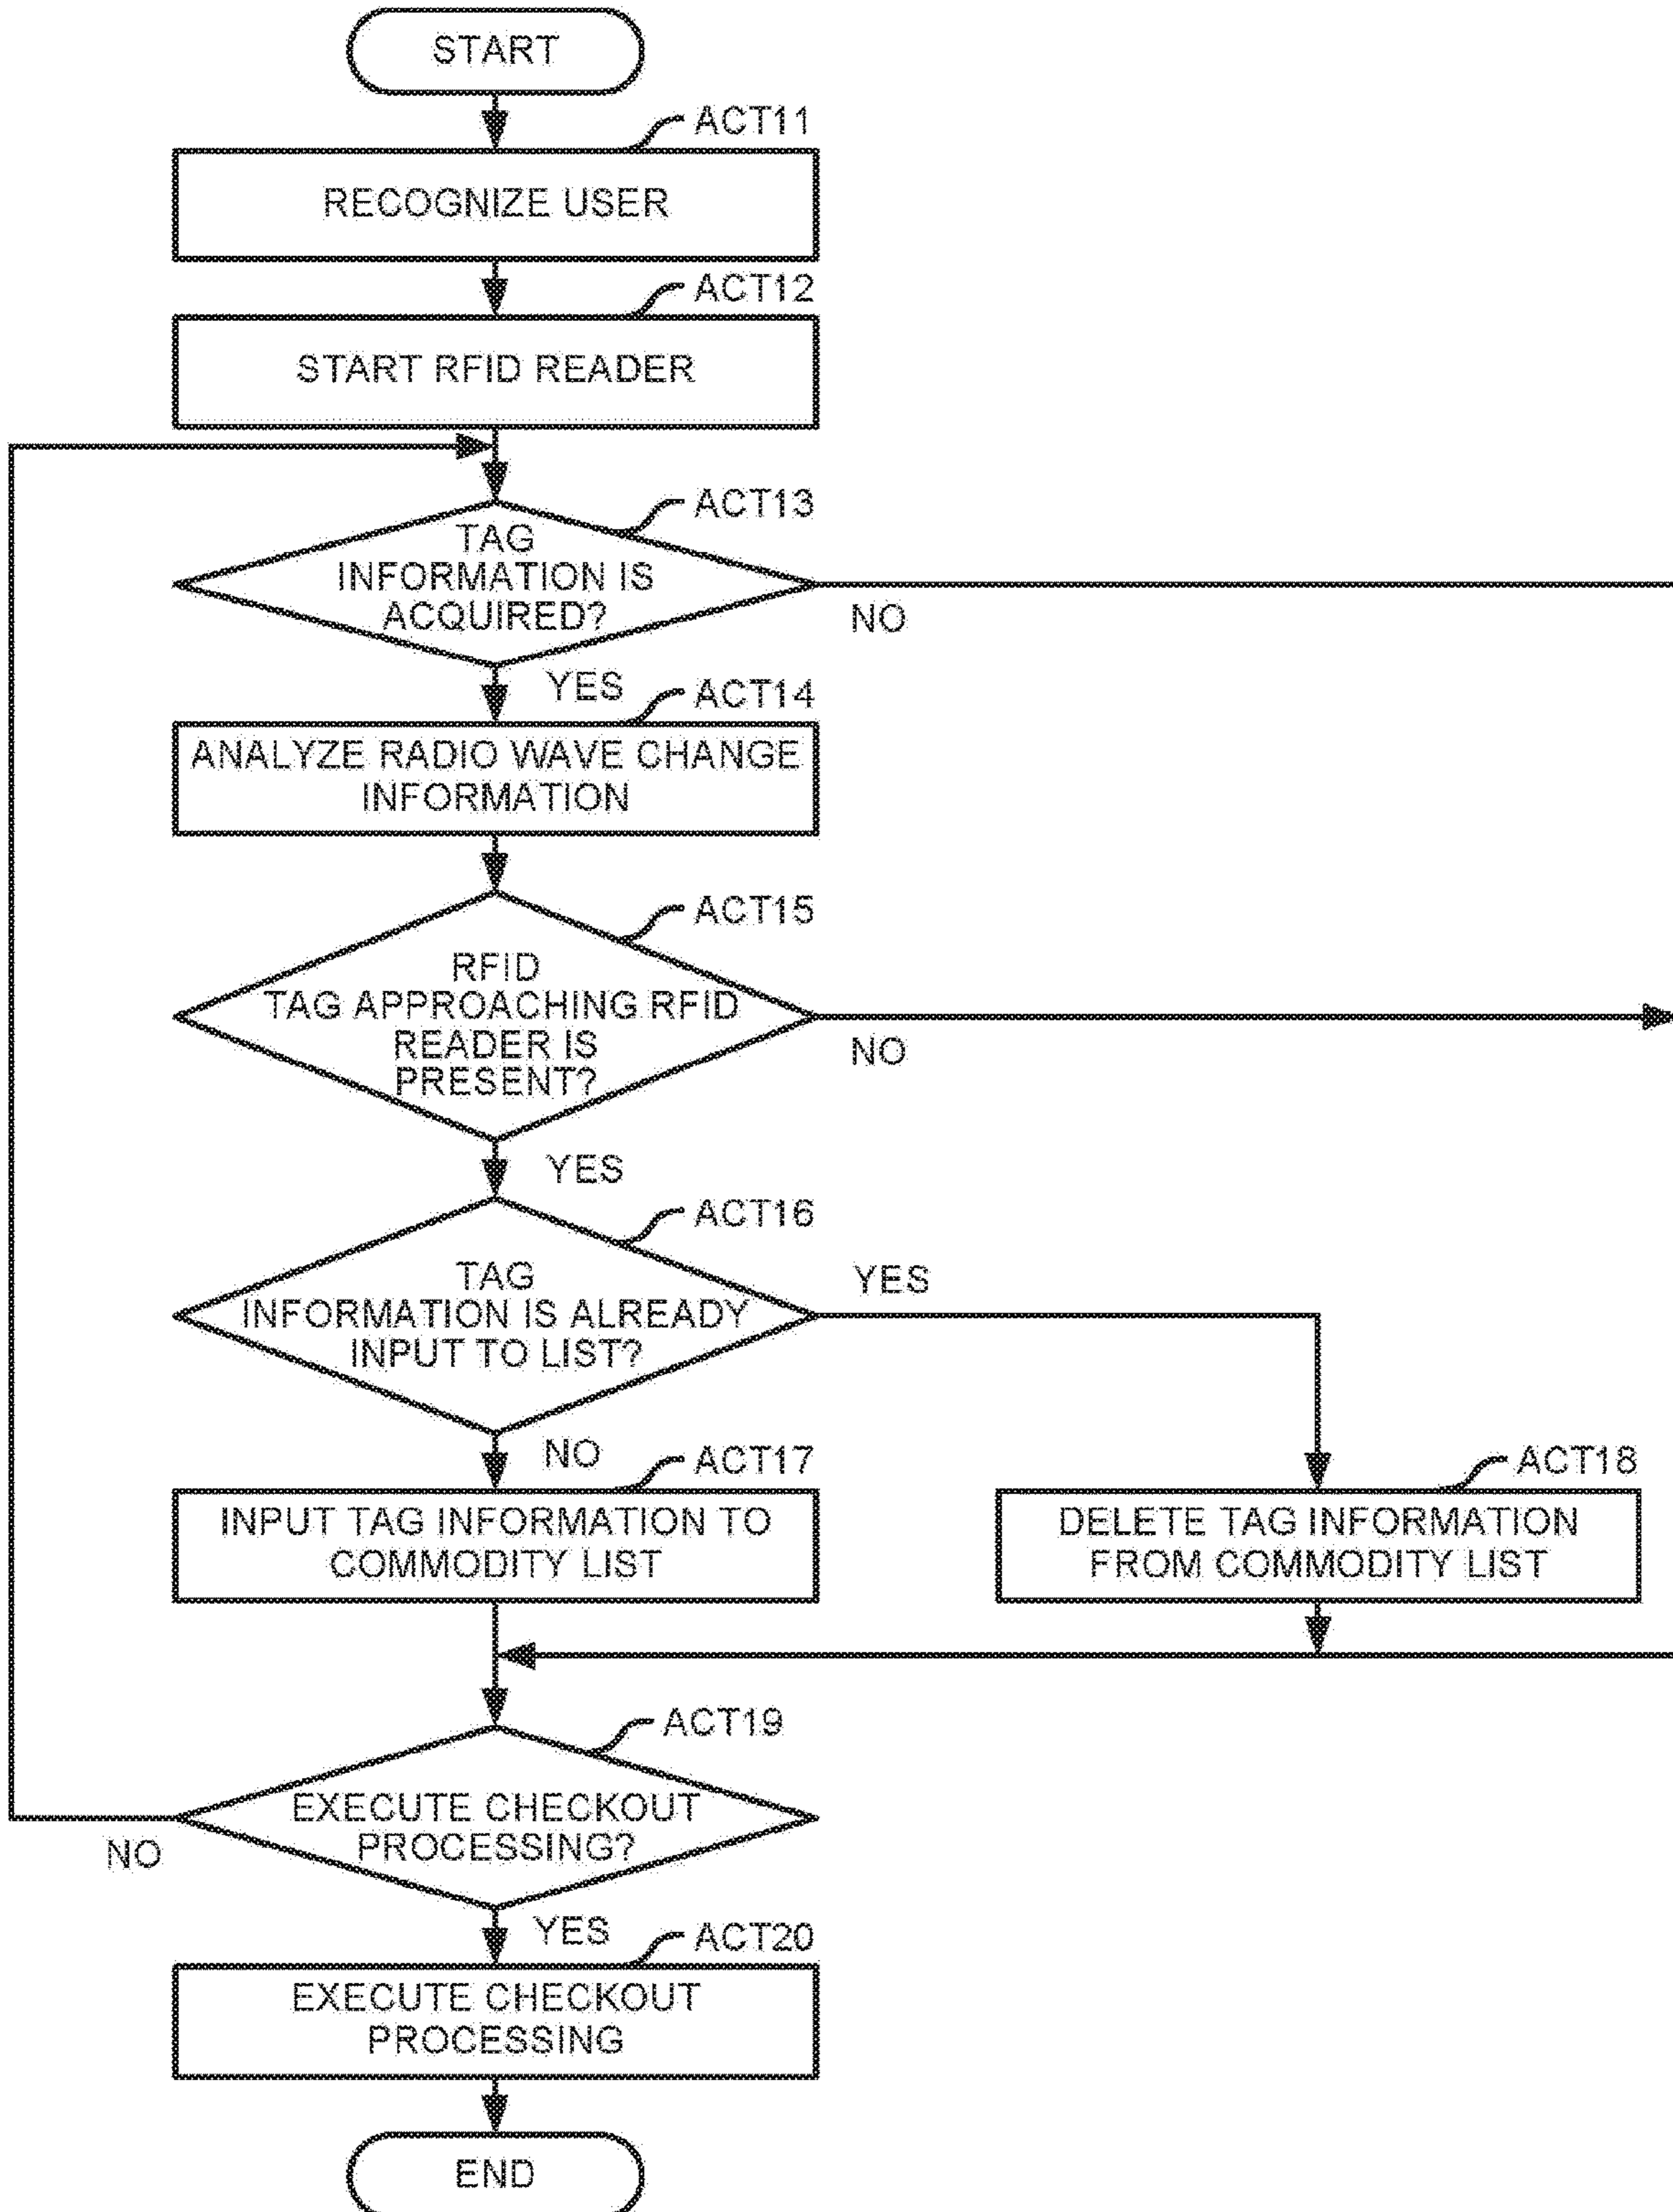 START
ACT11
RECOGNIZE USER
ACT12
START RFID READER
ACT13
TAG
INFORMATION IS
ACQUIRED?
NO
YES
ACT14
ANALYZE RADIO WAVE CHANGE
INFORMATION
ACT15
RFID
TAG APPROACHING RFID
READER IS
PRESENT?
NO
YES
ACT16
TAG
INFORMATION IS ALREADY
INPUT TO LIST?
YES
NO
ACT17
INPUT TAG INFORMATION TO
COMMODITY LIST
ACT18
DELETE TAG INFORMATION
FROM COMMODITY LIST
ACT19
EXECUTE CHECKOUT
PROCESSING?
NO
YES
ACT20
EXECUTE CHECKOUT
PROCESSING
END